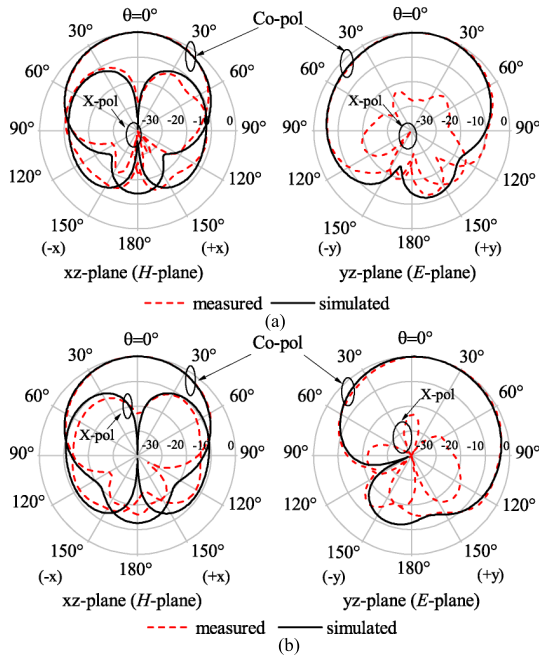 (a)
θ=0°
Co-pol
θ=0°
30°
30°
30°
30°
60°
60°
60°
60°
X-pol
X-pol
90°
-30
-20
-10
0
90°
90°
-30
-20
-10
0
90°
120°
120°
120°
120°
150°
150°
150°
150°
(-x)
180°
(+x)
(-y)
180°
(+y)
xz-plane (H-plane)
yz-plane (E-plane)
measured
simulated
(a)
(b)
θ=0°
Co-pol
θ=0°
30°
30°
30°
30°
60°
60°
60°
60°
X-pol
X-pol
90°
-30
-20
-10
0
90°
90°
-30
-20
-10
0
90°
120°
120°
120°
120°
150°
150°
150°
150°
(-x)
180°
(+x)
(-y)
180°
(+y)
xz-plane (H-plane)
yz-plane (E-plane)
measured
simulated
(b)